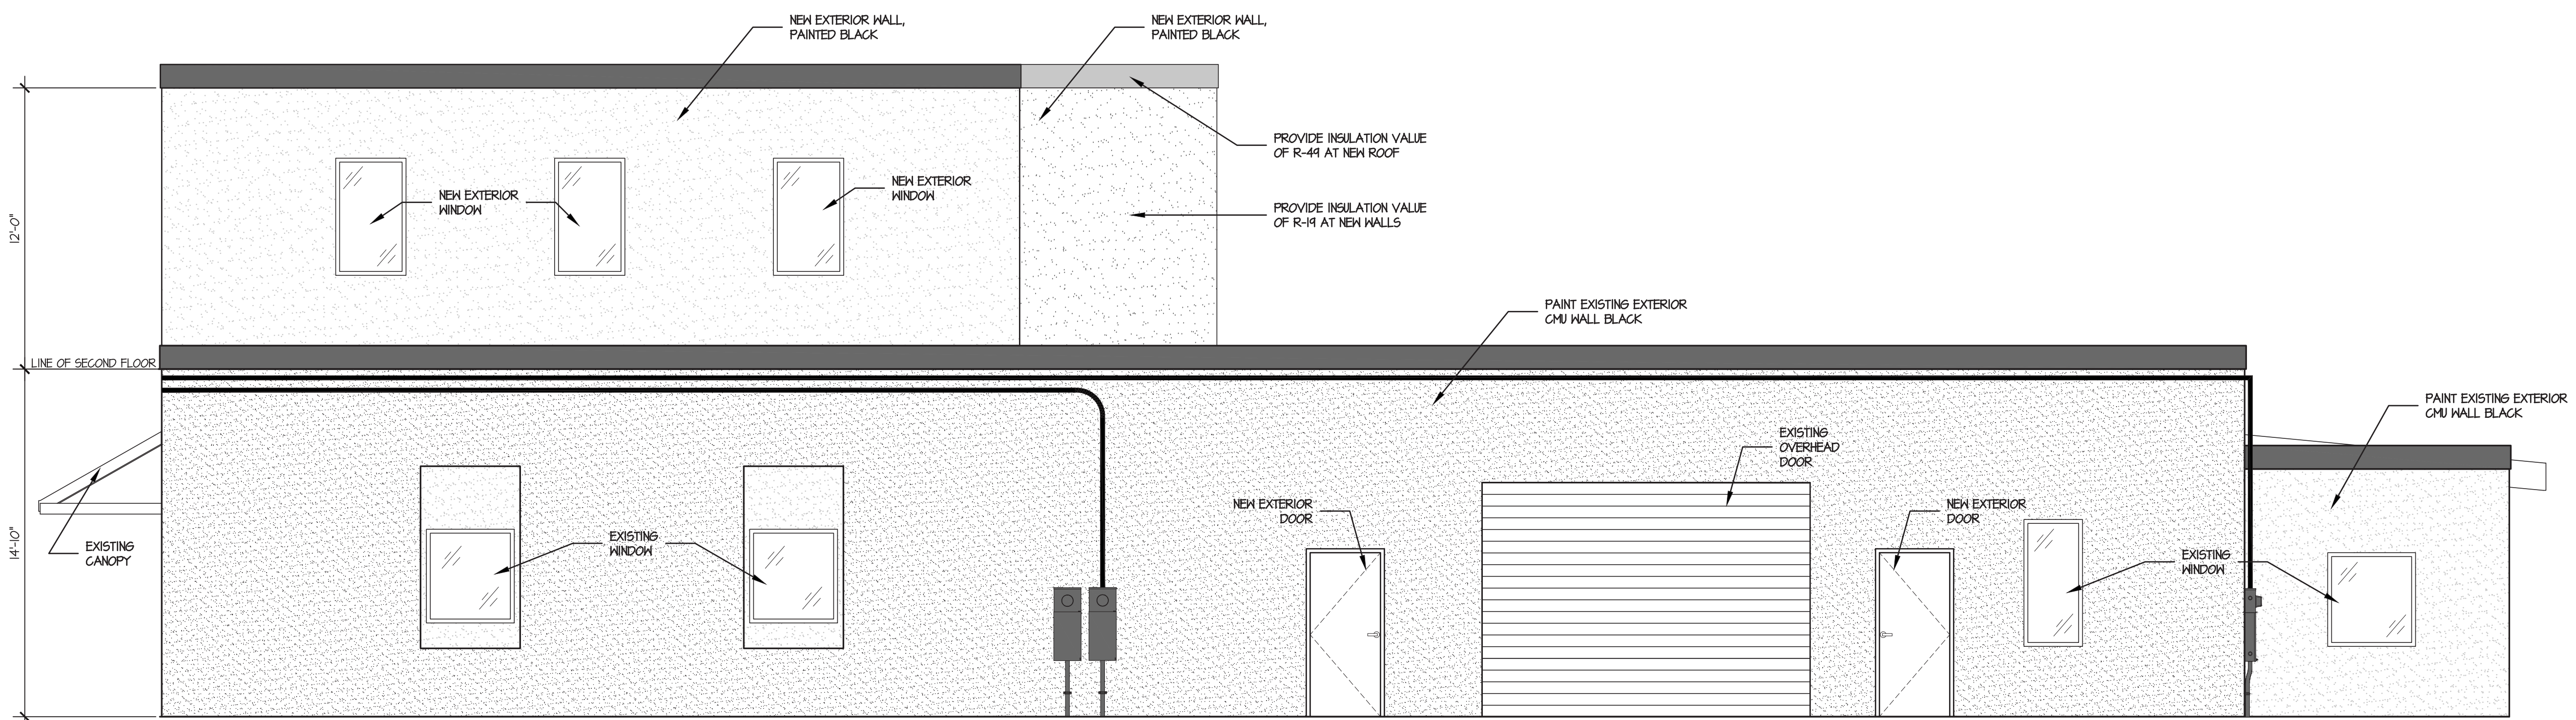 NEW EXTERIOR WALL,
PAINTED BLACK
NEW EXTERIOR WALL,
PAINTED BLACK
PROVIDE INSULATION VALUE
OF R-49 AT NEW ROOF
NEW EXTERIOR
WINDOW
NEW EXTERIOR
WINDOW
PROVIDE INSULATION VALUE
OF R-19 AT NEW WALLS
12'-0"
PAINT EXISTING EXTERIOR
CMU WALL BLACK
LINE OF SECOND FLOOR
PAINT EXISTING EXTERIOR
CMU WALL BLACK
EXISTING
OVERHEAD
DOOR
NEW EXTERIOR
DOOR
NEW EXTERIOR
DOOR
14'-10"
EXISTING
CANOPY
EXISTING
WINDOW
EXISTING
WINDOW